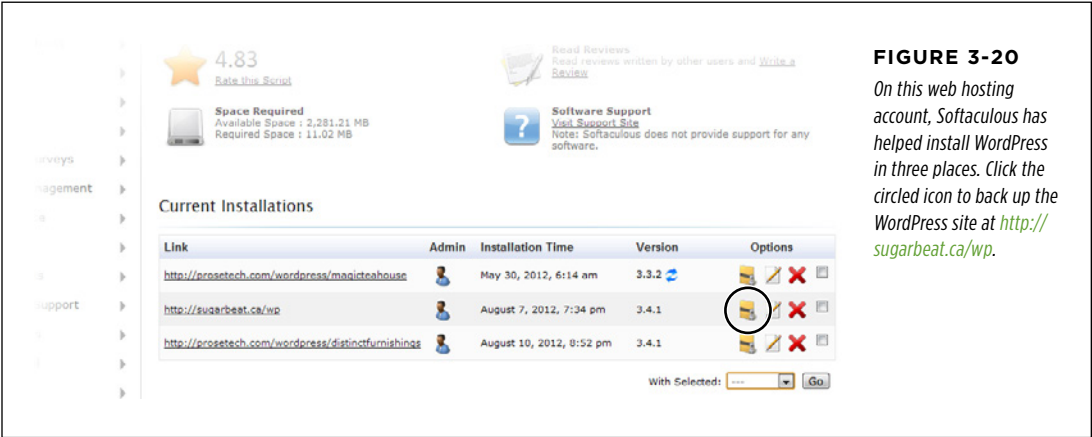 4.83
Rate this Script
Read Reviews
Read reviews written by other users and Write a
Review
Space Required
Available Space : 2,281.21 MB
Required Space : 11.02 MB
Software Support
Visit Support Site
Note: Softaculous does not provide support for any
software.
Current Installations
Link Admin Installation Time Version Options
http://prosetech.com/wordpress/magicteahouse May 30, 2012, 6:14 am 3.3.2
http://sugarbeat.ca/wp August 7, 2012, 7:34 pm 3.4.1
http://prosetech.com/wordpress/distinctfurnishings August 10, 2012, 8:52 pm 3.4.1
With Selected: --- Go
FIGURE 3-20
On this web hosting
account, Softaculous has
helped install WordPress
in three places. Click the
circled icon to back up the
WordPress site at http://
sugarbeat.ca/wp.